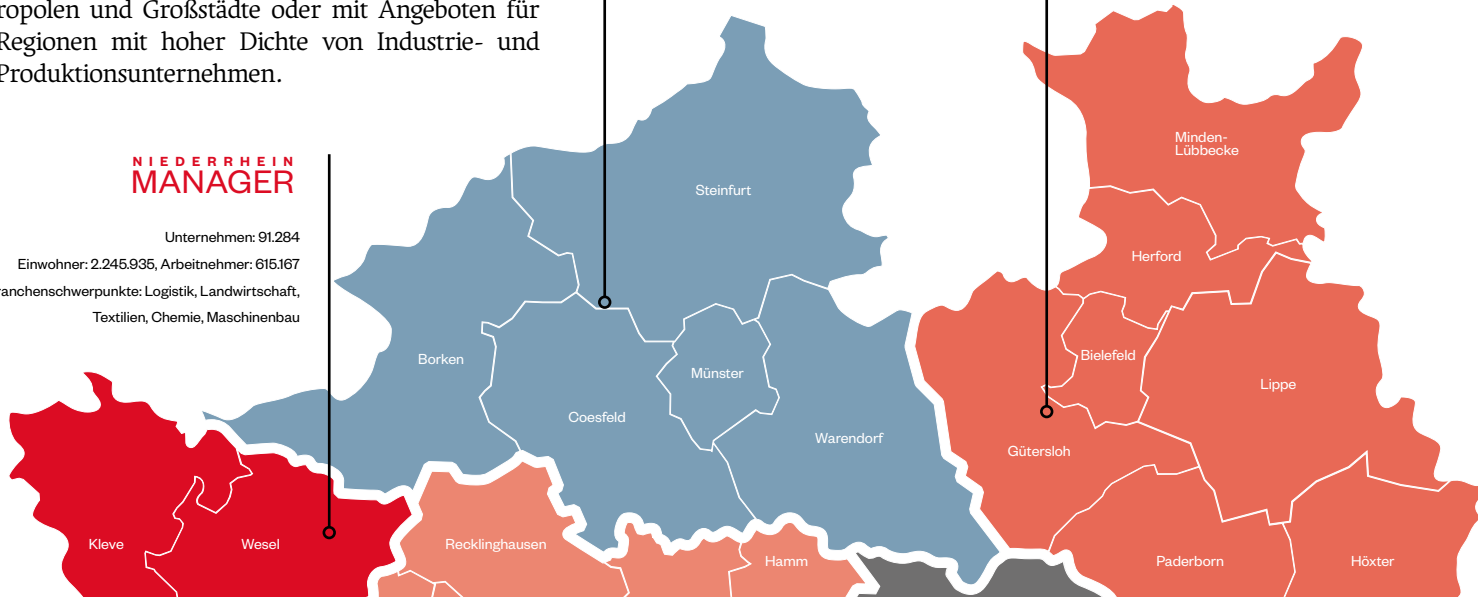 ropolen und Großstädte oder mit Angeboten für
Regionen mit hoher Dichte von Industrie- und
Produktionsunternehmen.
NIEDERRHEIN
MANAGER
Unternehmen: 91.284
Einwohner: 2.245.935, Arbeitnehmer: 615.167
ranchenschwerpunkte: Logistik, Landwirtschaft,
Textilien, Chemie, Maschinenbau
Minden-
Lübbecke
Steinfurt
Herford
Borken
Bielefeld
Münster
Lippe
Coesfeld
Warendorf
Gütersloh
Kleve
Wesel
Recklinghausen
Hamm
Paderborn
Höxter